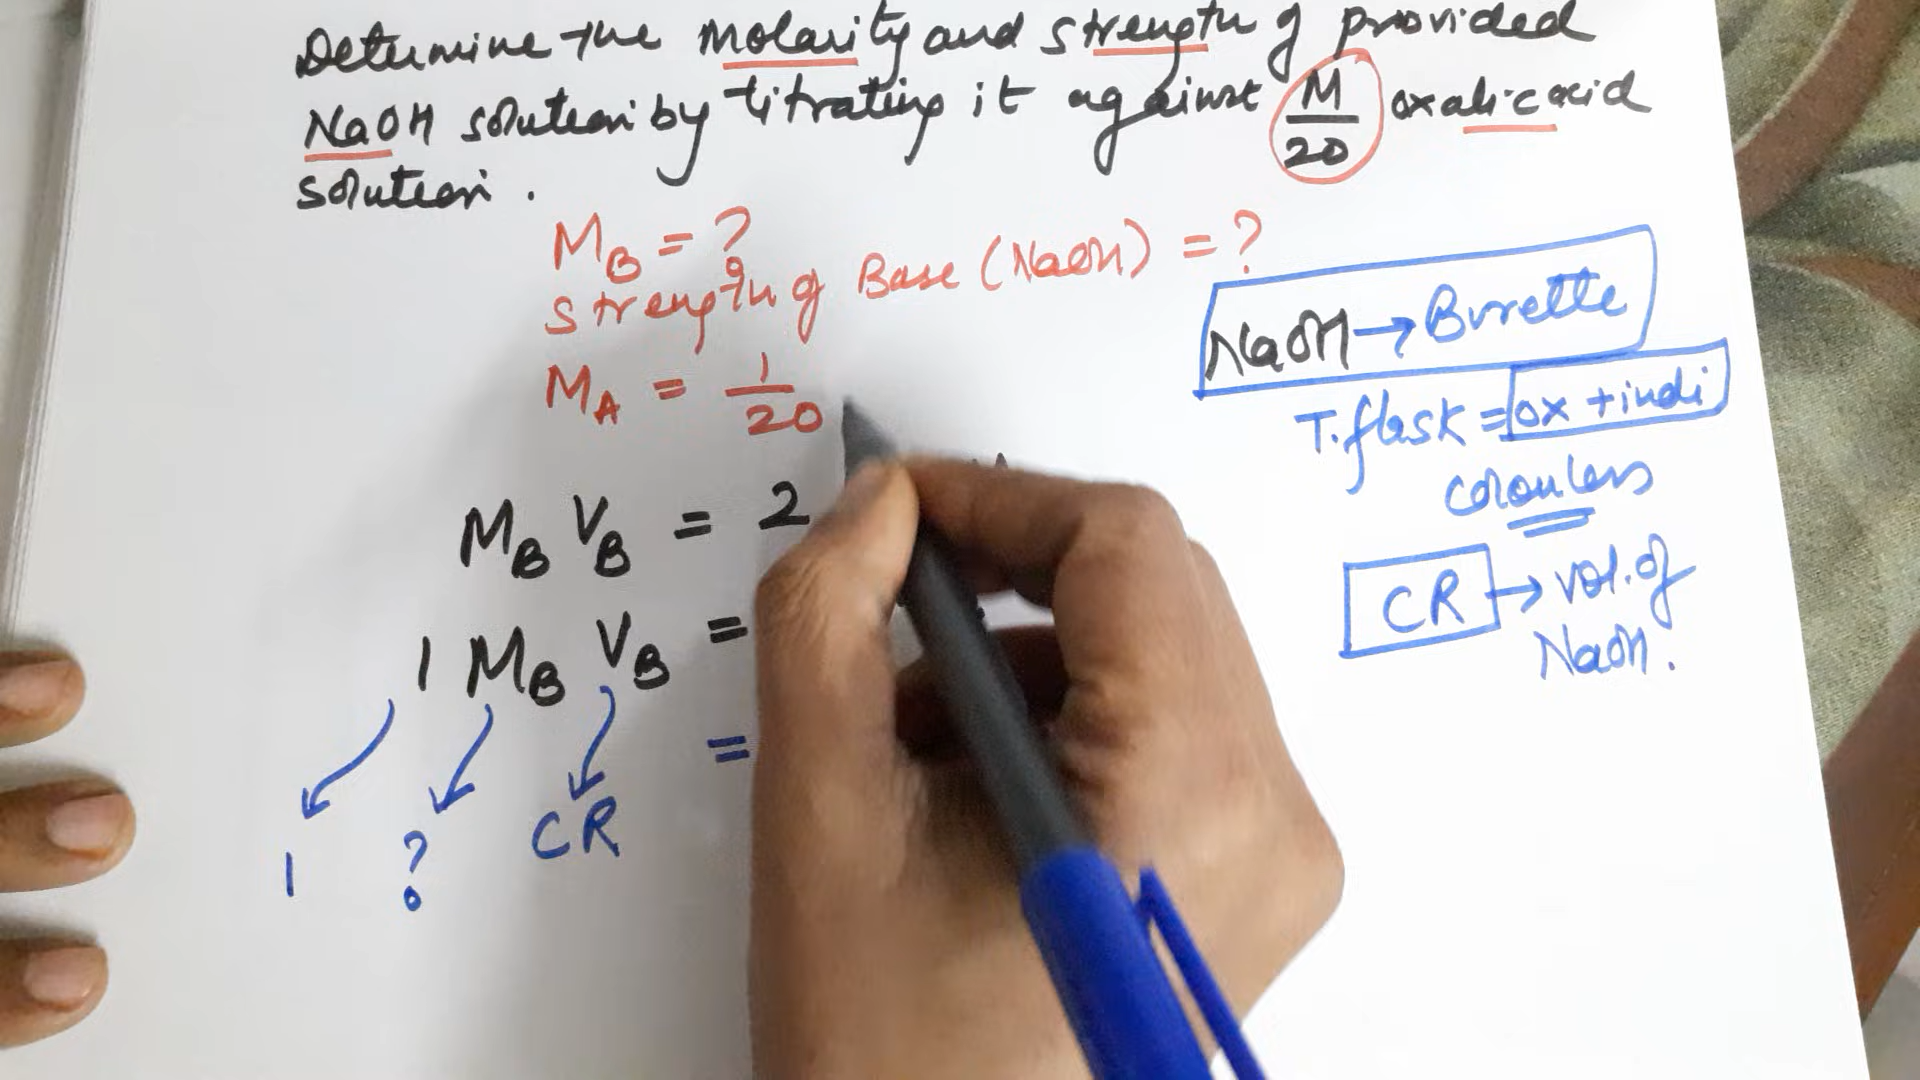 Determine the Molarity and strength of provided
NaOH solution by titrating it against M/20 oxalic acid
solution.
MB = ?
Strength of Base (NaOH) = ?
MA = 1/20
NaOH → Burette
T. flask = ox + indi
colourless
CR → vol. of
NaOH.
MB VB = 2
1 MB VB =
=
1 ? CR